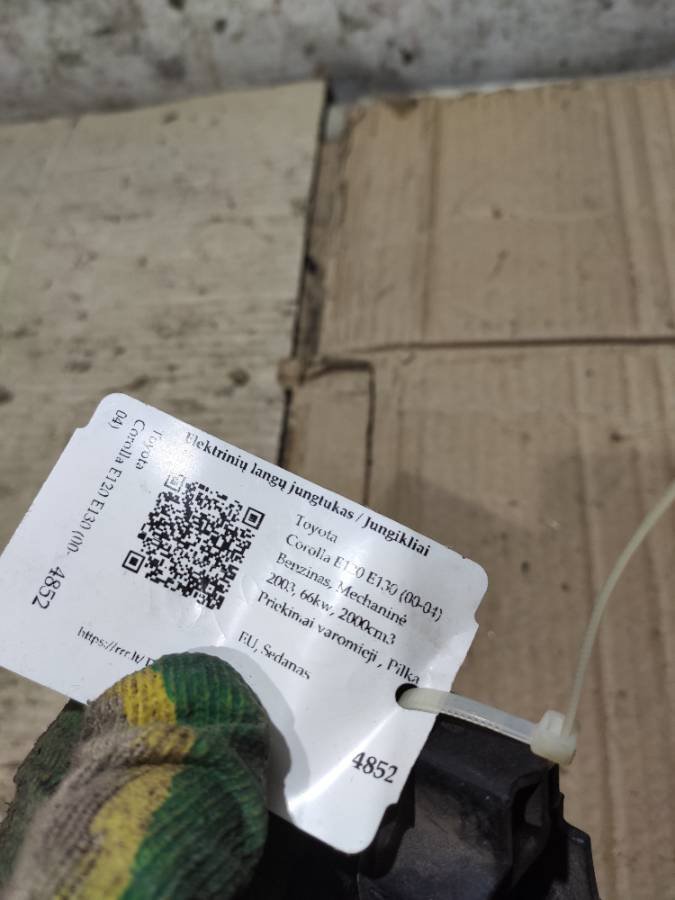 Elektrinių langų jungtukas / Jungikliai
Toyota
Corolla E120 E130 (00-04)
Benzinas, Mechaninė
2003, 66kw, 2000cm3
Priekiniai varomieji , Pilka
EU, Sedanas
4852
Toyota
Corolla E120 E130 (00-
04)
4852
https://rrr.lt/